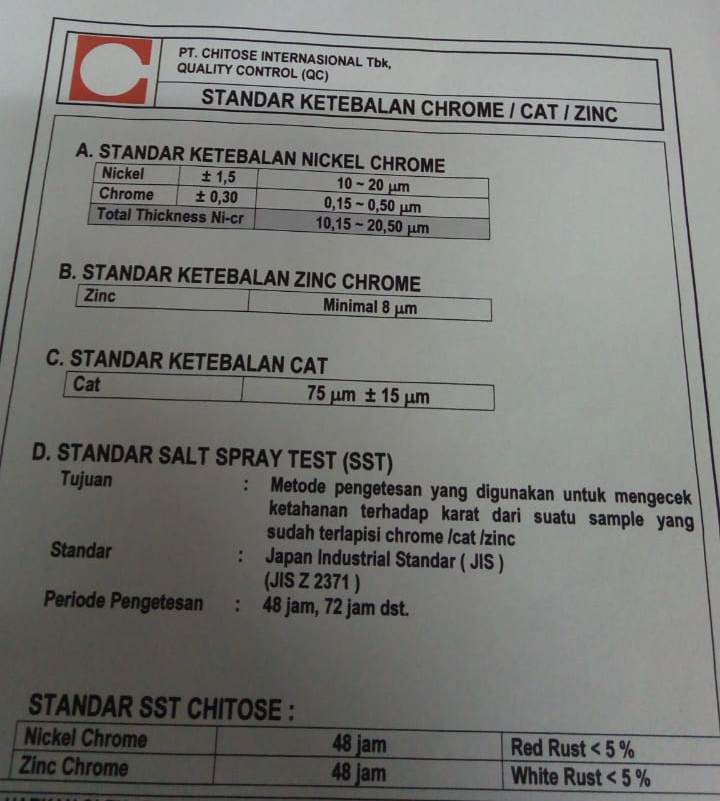 PT. CHITOSE INTERNASIONAL Tbk,
QUALITY CONTROL (QC)
STANDAR KETEBALAN CHROME / CAT / ZINC
A. STANDAR KETEBALAN NICKEL CHROME
Nickel ± 1,5 10 ~ 20 µm
Chrome ± 0,30 0,15 ~ 0,50 µm
Total Thickness Ni-cr 10,15 ~ 20,50 µm
B. STANDAR KETEBALAN ZINC CHROME
Zinc Minimal 8 µm
C. STANDAR KETEBALAN CAT
Cat 75 µm ± 15 µm
D. STANDAR SALT SPRAY TEST (SST)
Tujuan : Metode pengetesan yang digunakan untuk mengecek
ketahanan terhadap karat dari suatu sample yang
sudah terlapisi chrome /cat /zinc
Standar : Japan Industrial Standar ( JIS )
(JIS Z 2371 )
Periode Pengetesan : 48 jam, 72 jam dst.
STANDAR SST CHITOSE :
Nickel Chrome 48 jam Red Rust < 5 %
Zinc Chrome 48 jam White Rust < 5 %